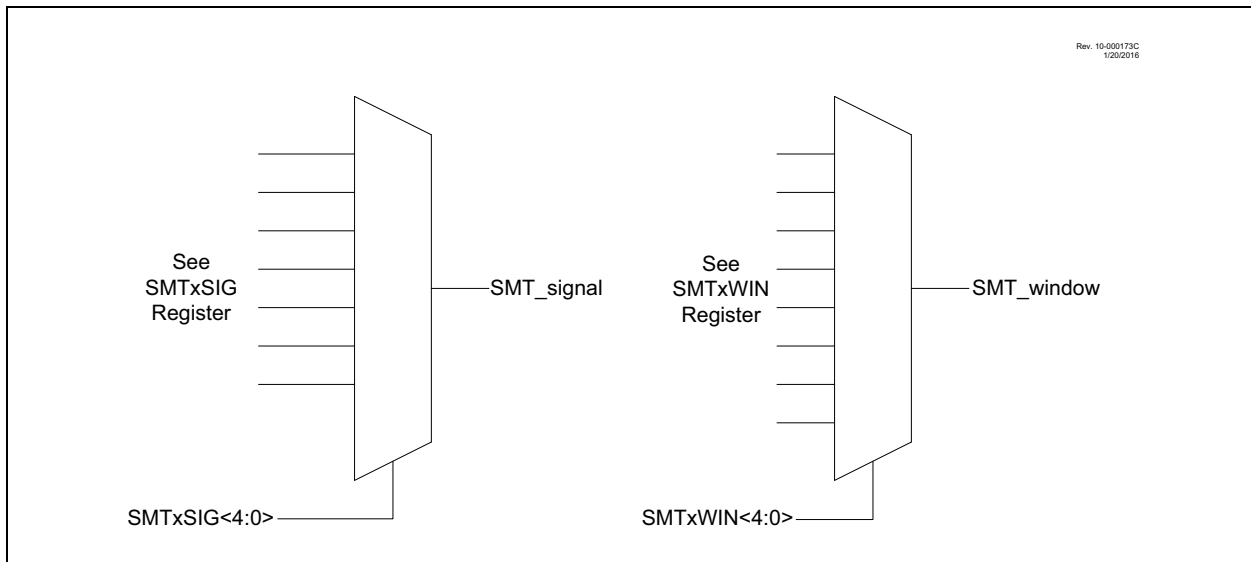 Rev. 10-000173C
1/20/2016
See
SMTxSIG
Register
SMT_signal
SMTxSIG<4:0>
See
SMTxWIN
Register
SMT_window
SMTxWIN<4:0>